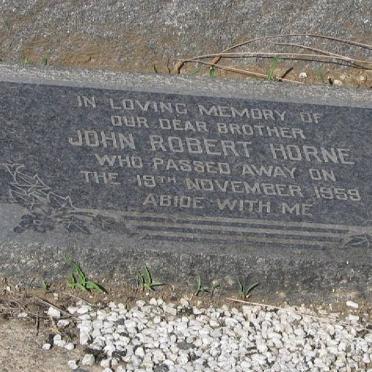 IN LOVING MEMORY OF
OUR DEAR BROTHER
JOHN ROBERT HORNE
WHO PASSED AWAY ON
THE 19TH NOVEMBER 1959
ABIDE WITH ME